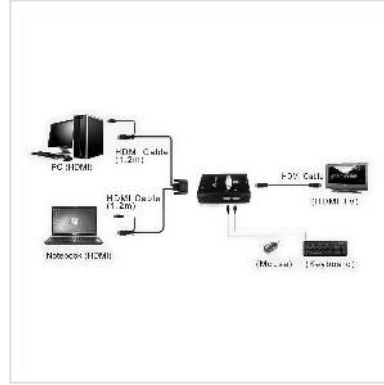 HDMI Cable
(1.2m)
PC (HDMI)
HDMI Cable
HDMI Cable
(1.2m)
(HDMI TV)
Notebook (HDMI)
(Mouse)
(Keyboard)